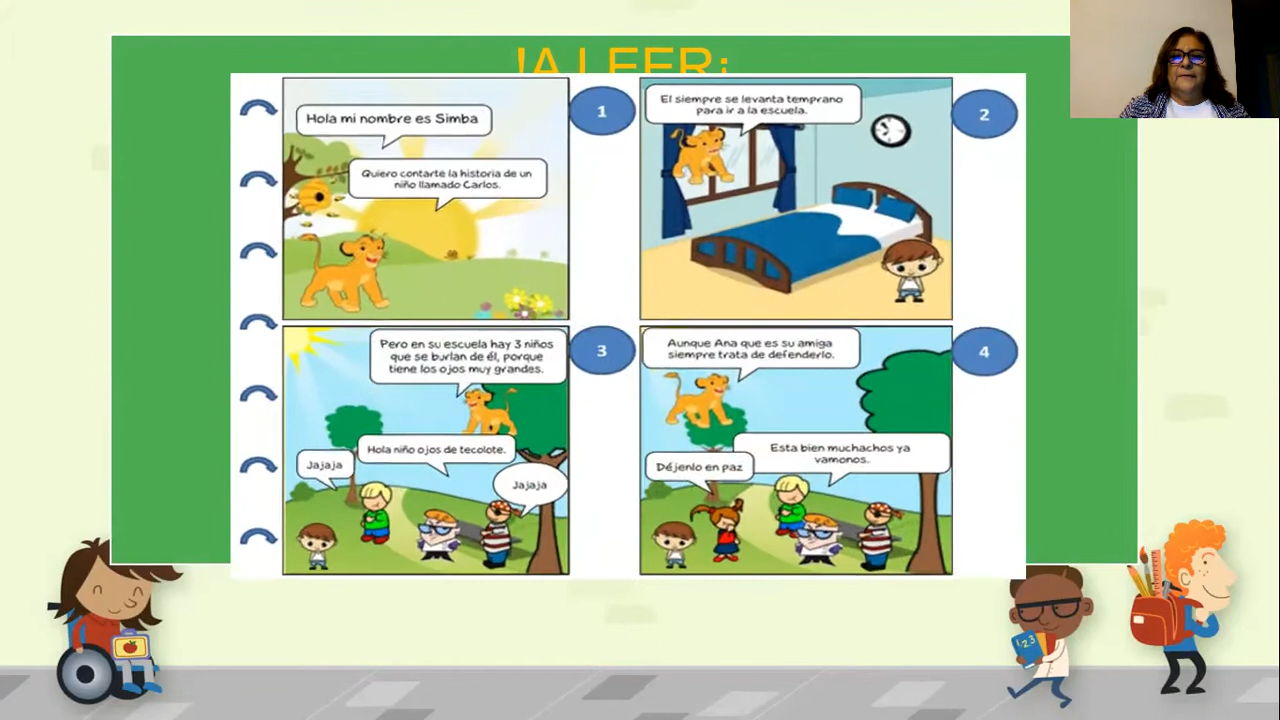 !A LEER¡
1
Hola mi nombre es Simba
Quiero contarte la historia de un
niño llamado Carlos.
2
El siempre se levanta temprano
para ir a la escuela.
3
Pero en su escuela hay 3 niños
que se burlan de él, porque
tiene los ojos muy grandes.
Hola niño ojos de tecolote.
Jajaja
Jajaja
4
Aunque Ana que es su amiga
siempre trata de defenderlo.
Esta bien muchachos ya
vamonos..
Déjenlo en paz
1,2,3